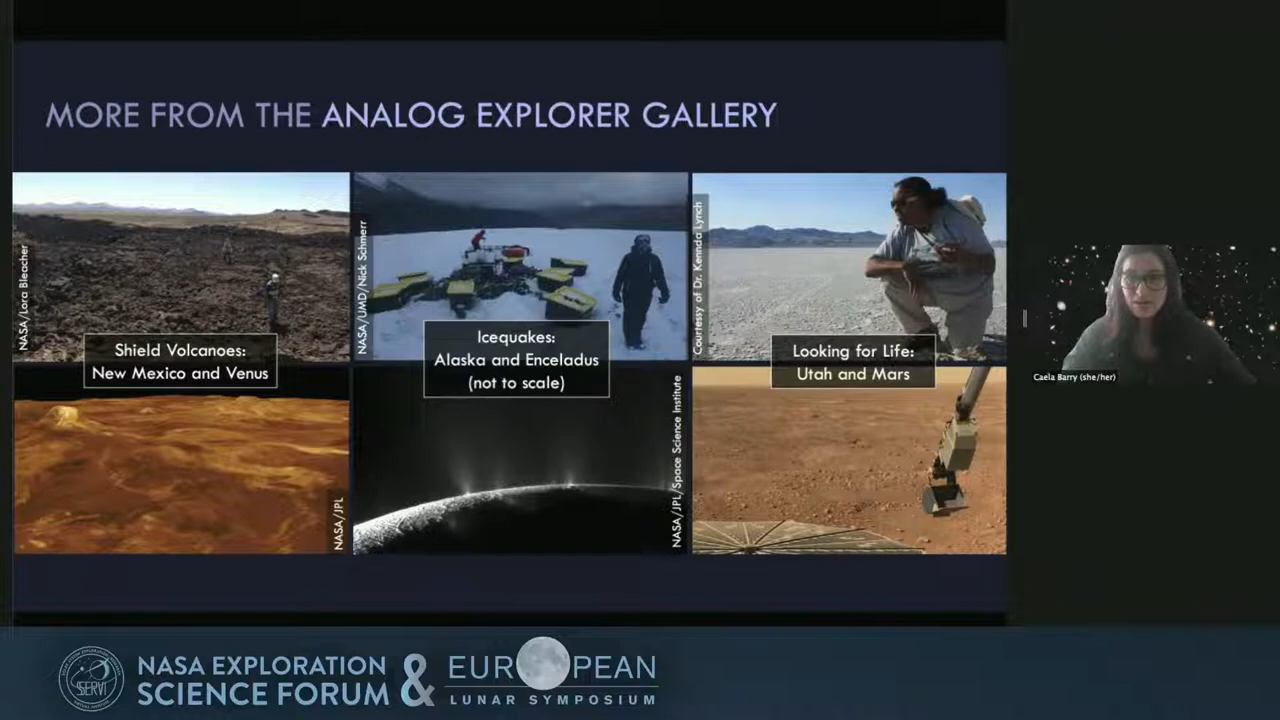 MORE FROM THE ANALOG EXPLORER GALLERY
NASA/Lora Bleacher
Shield Volcanoes:
New Mexico and Venus
NASA/JPL
NASA/UMD/Nick Schmerr
Icequakes:
Alaska and Enceladus
(not to scale)
NASA/JPL/Space Science Institute
Courtessy of Dr. Kennda Lynch
Looking for Life:
Utah and Mars
Caela Barry (she/her)
SSERVI
NASA EXPLORATION
SCIENCE FORUM
&
EUROPEAN
LUNAR SYMPOSIUM